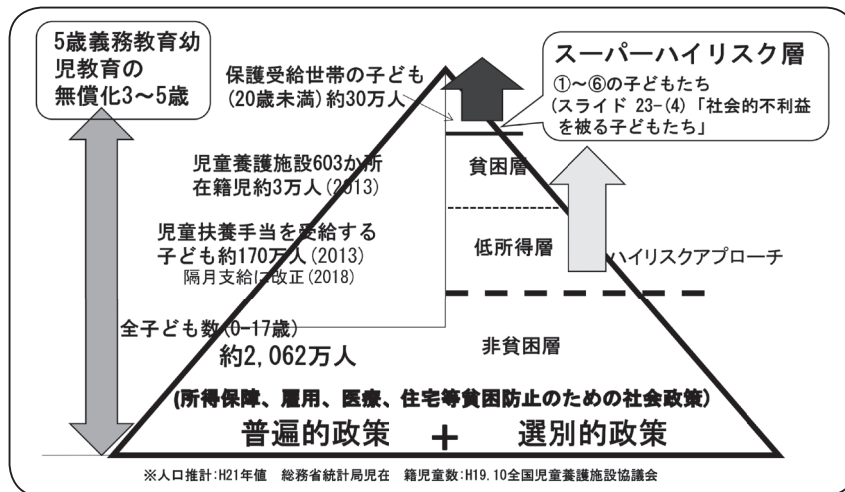 5歳義務教育幼
児教育の
無償化3～5歳
保護受給世帯の子ども
(20歳未満)約30万人
スーパーハイリスク層
①～⑥の子どもたち
(スライド 23-(4)「社会的不利益
を被る子どもたち」
児童養護施設603か所
在籍児約3万人(2013)
貧困層
児童扶養手当を受給する
子ども約170万人(2013)
隔月支給に改正(2018)
低所得層
ハイリスクアプローチ
全子ども数(0-17歳)
約2,062万人
非貧困層
(所得保障、雇用、医療、住宅等貧困防止のための社会政策)
普遍的政策 + 選別的政策
※人口推計:H21年値 総務省統計局児在 籍児童数:H19.10全国児童養護施設協議会